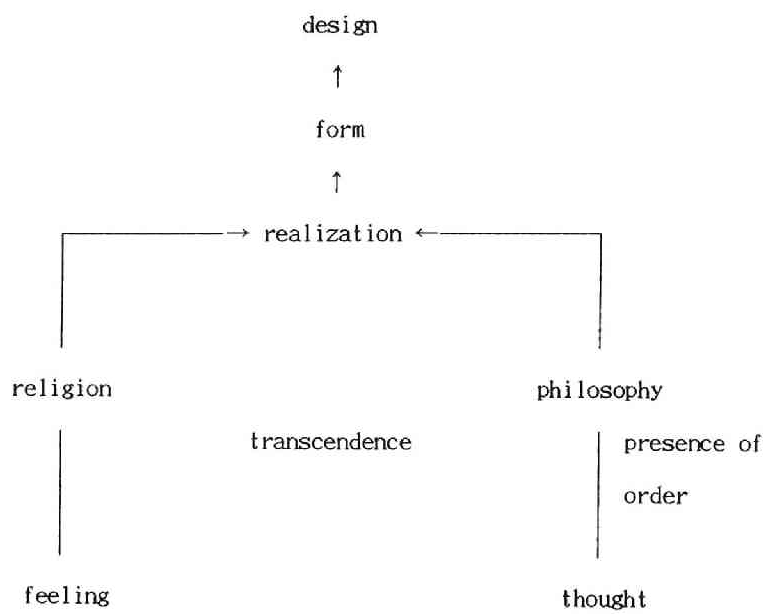 design
↑
form
↑
→ realization ←
religion
philosophy
transcendence
presence of
order
feeling
thought